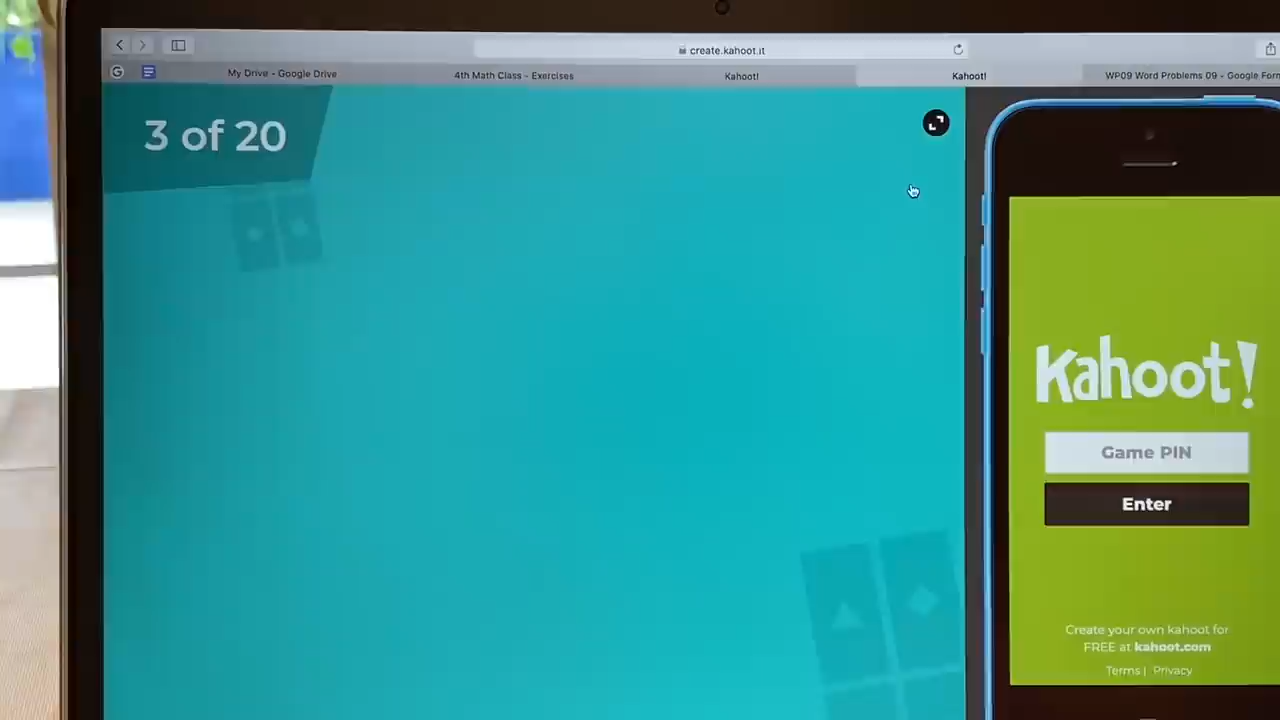 create.kahoot.it
G
My Drive - Google Drive
4th Math Class - Exercises
Kahoot!
Kahoot!
WP09 Word Problems 09 - Google Form
3 of 20
Kahoot!
Game PIN
Enter
Create your own kahoot for
FREE at kahoot.com
Terms | Privacy